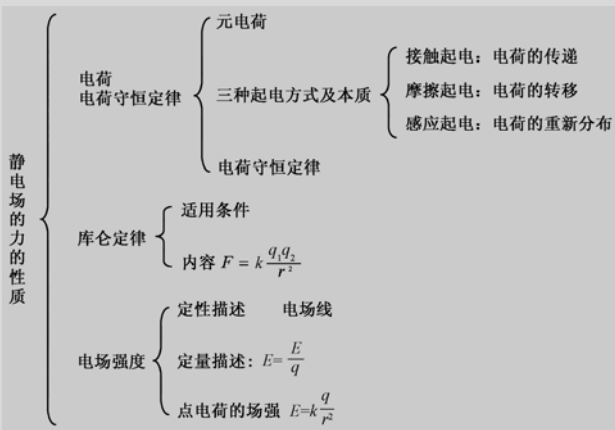 静电场的力的性质
电荷
电荷守恒定律
元电荷
三种起电方式及本质
接触起电：电荷的传递
摩擦起电：电荷的转移
感应起电：电荷的重新分布
电荷守恒定律
库仑定律
适用条件
内容 F = k q₁q₂/r²
电场强度
定性描述 电场线
定量描述：E= E/q
点电荷的场强 E=k q/r²